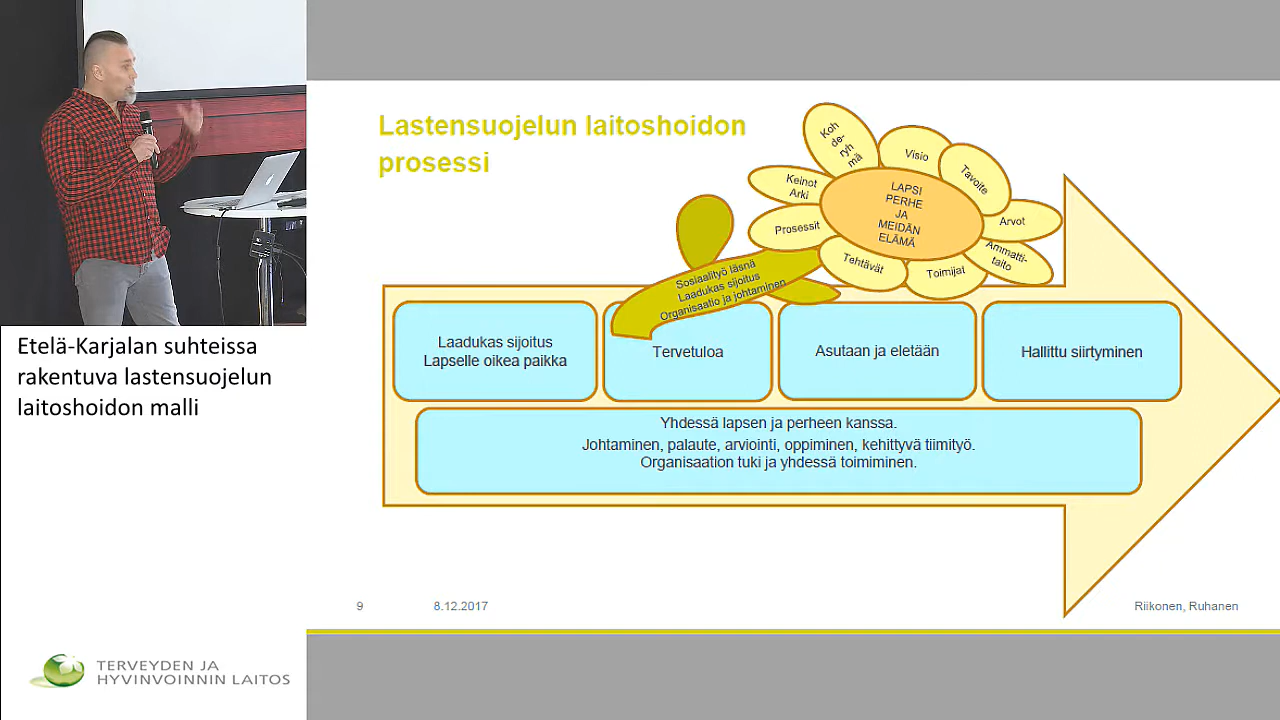 Lastensuojelun laitoshoidon
prosessi
Koh
de-
ryh
mä
Visio
Tavoite
Keinot
Arki
LAPSI
PERHE
JA
MEIDÄN
ELÄMÄ
Arvot
Prosessit
Ammatti-
taito
Tehtävät
Toimijat
Sosiaalityö läsnä
Laadukas sijoitus
Organisaatio ja johtaminen
Laadukas sijoitus
Lapselle oikea paikka
Tervetuloa
Asutaan ja eletään
Hallittu siirtyminen
Yhdessä lapsen ja perheen kanssa.
Johtaminen, palaute, arviointi, oppiminen, kehittyvä tiimityö.
Organisaation tuki ja yhdessä toimiminen.
9
8.12.2017
Riikonen, Ruhanen
Etelä-Karjalan suhteissa
rakentuva lastensuojelun
laitoshoidon malli
TERVEYDEN JA
HYVINVOINNIN LAITOS